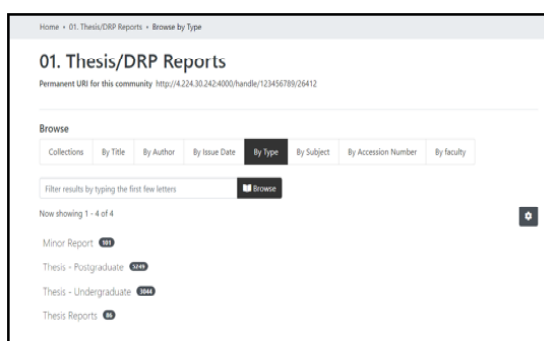 Home • 01. Thesis/DRP Reports • Browse by Type
01. Thesis/DRP Reports
Permanent URI for this community http://4.224.30.242:4000/handle/123456789/26412
Browse
Collections By Title By Author By Issue Date By Type By Subject By Accession Number By faculty
Filter results by typing the first few letters Browse
Now showing 1 - 4 of 4
Minor Report
Thesis - Postgraduate 5249
Thesis - Undergraduate 3044
Thesis Reports 86